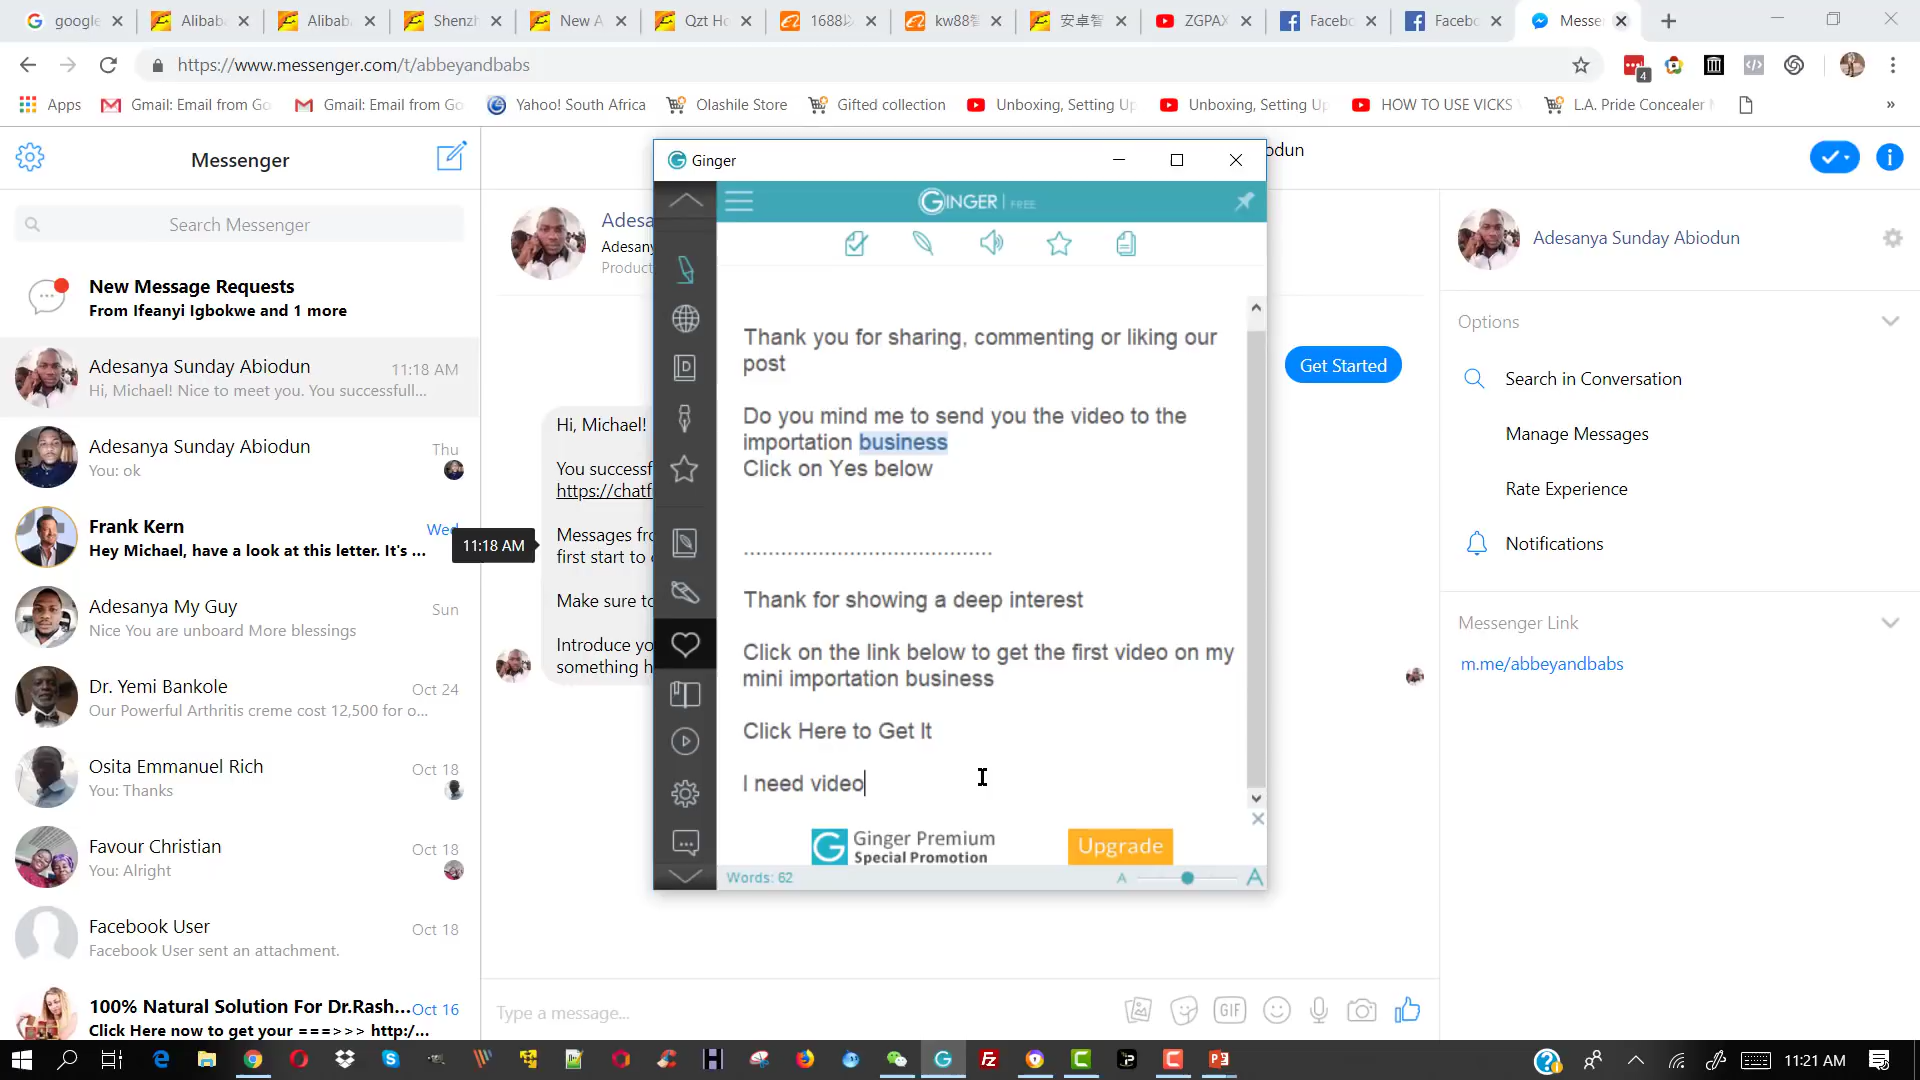 google
Alibab
Alibab
Shenzh
New A
Qzt Ho
1688
kw88
安卓智
ZGPAX
Facebo
Facebo
Messe
https://www.messenger.com/t/abbeyandbabs
4
Apps
Gmail: Email from Go
Gmail: Email from Go
Yahoo! South Africa
Olashile Store
Gifted collection
Unboxing, Setting Up
Unboxing, Setting Up
HOW TO USE VICKS
L.A. Pride Concealer
»
Messenger
Search Messenger
New Message Requests
From Ifeanyi Igbokwe and 1 more
Adesanya Sunday Abiodun
11:18 AM
Hi, Michael! Nice to meet you. You successfull...
Adesanya Sunday Abiodun
Thu
You: ok
Frank Kern
Wed
Hey Michael, have a look at this letter. It's ...
Adesanya My Guy
Sun
Nice You are unboard More blessings
Dr. Yemi Bankole
Oct 24
Our Powerful Arthritis creme cost 12,500 for o...
Osita Emmanuel Rich
Oct 18
You: Thanks
Favour Christian
Oct 18
You: Alright
Facebook User
Oct 18
Facebook User sent an attachment.
100% Natural Solution For Dr.Rash...
Oct 16
Click Here now to get your ===>>> http:/...
odun
Adesa
Adesany
Product
Get Started
Hi, Michael!
You successf
https://chatf
Messages fro
first start to
Make sure to
Introduce yo
something h
11:18 AM
Type a message...
GIF
Ginger
GINGER | FREE
Thank you for sharing, commenting or liking our
post
Do you mind me to send you the video to the
importation business
Click on Yes below
........................................
Thank for showing a deep interest
Click on the link below to get the first video on my
mini importation business
Click Here to Get It
I need video
Ginger Premium
Special Promotion
Upgrade
Words: 62
A
A
Adesanya Sunday Abiodun
Options
Search in Conversation
Manage Messages
Rate Experience
Notifications
Messenger Link
m.me/abbeyandbabs
11:21 AM